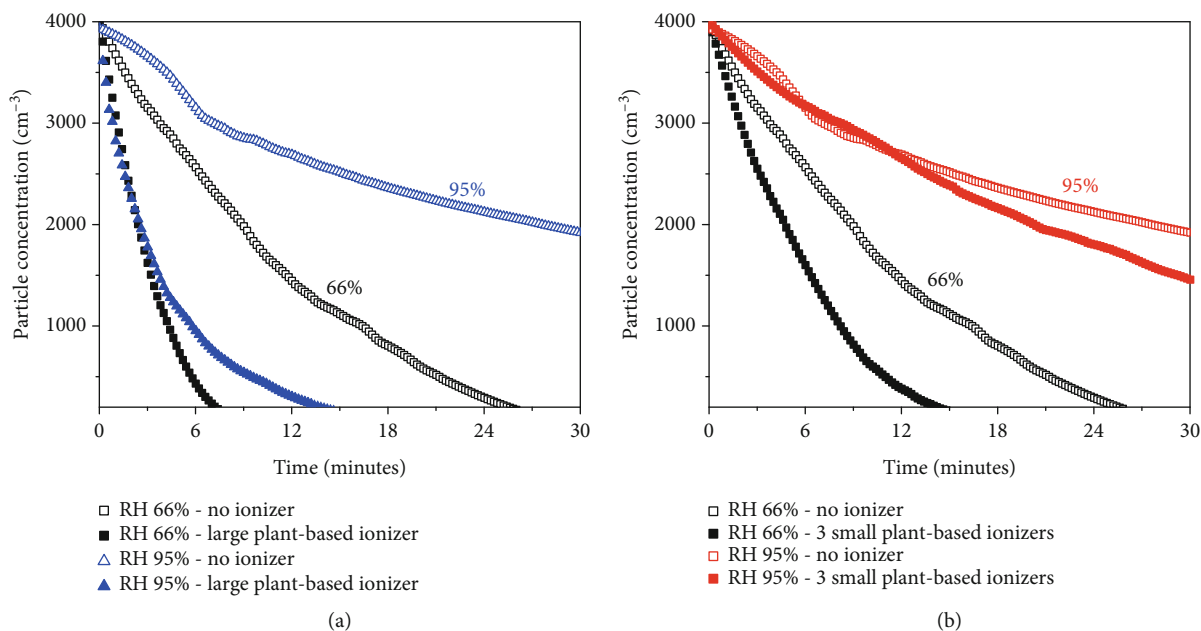 4000
3000
2000
1000
Particle concentration (cm⁻³)
95%
66%
0 6 12 18 24 30
Time (minutes)
RH 66% - no ionizer
RH 66% - large plant-based ionizer
RH 95% - no ionizer
RH 95% - large plant-based ionizer
(a)
4000
3000
2000
1000
Particle concentration (cm⁻³)
95%
66%
0 6 12 18 24 30
Time (minutes)
RH 66% - no ionizer
RH 66% - 3 small plant-based ionizers
RH 95% - no ionizer
RH 95% - 3 small plant-based ionizers
(b)